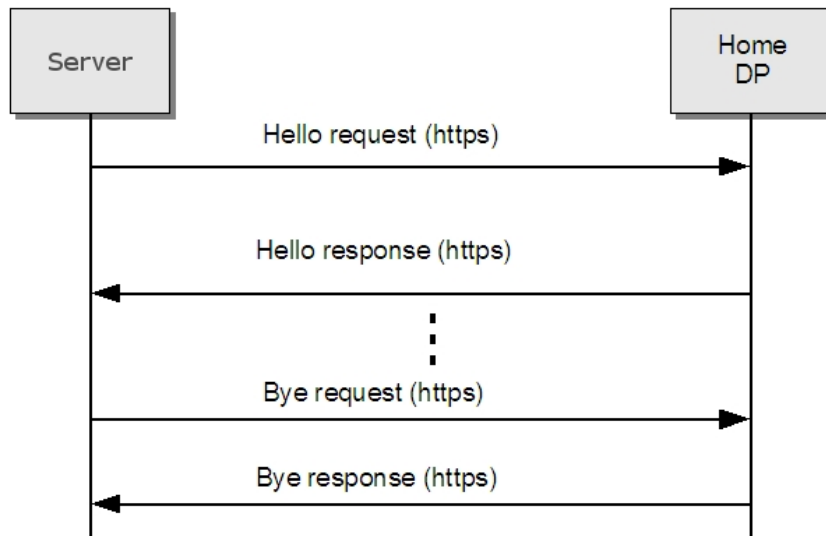 Server
Home
DP
Hello request (https)
Hello response (https)
Bye request (https)
Bye response (https)